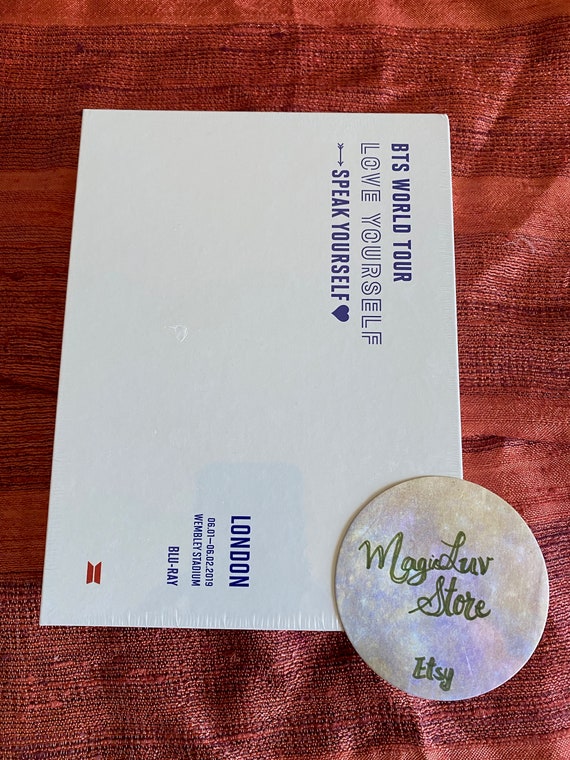 BTS WORLD TOUR
LOVE YOURSELF
SPEAK YOURSELF
LONDON
06.01–06.02.2019
WEMBLEY STADIUM
BLU-RAY
MagicLuv
Store
Etsy